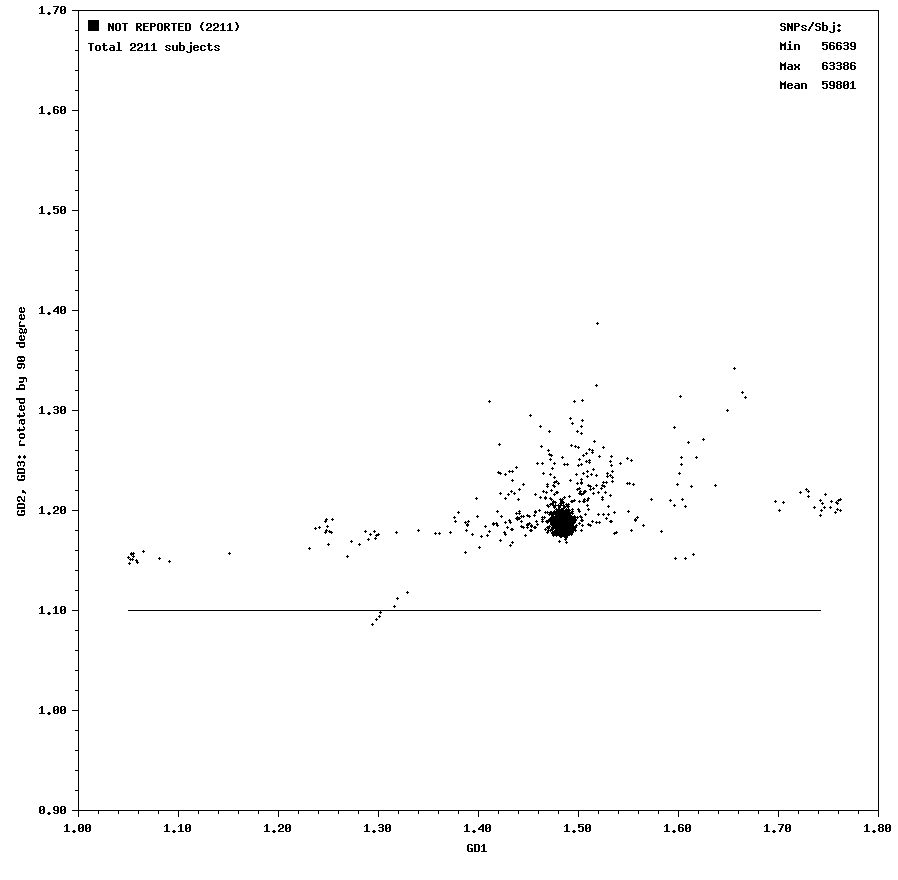 NOT REPORTED (2211)
Total 2211 subjects
SNPs/Sbj:
Min 56639
Max 63386
Mean 59801
1.70
1.60
1.50
1.40
1.30
1.20
1.10
1.00
0.90
GD2, GD3: rotated by 90 degree
1.00 1.10 1.20 1.30 1.40 1.50 1.60 1.70 1.80
GD1